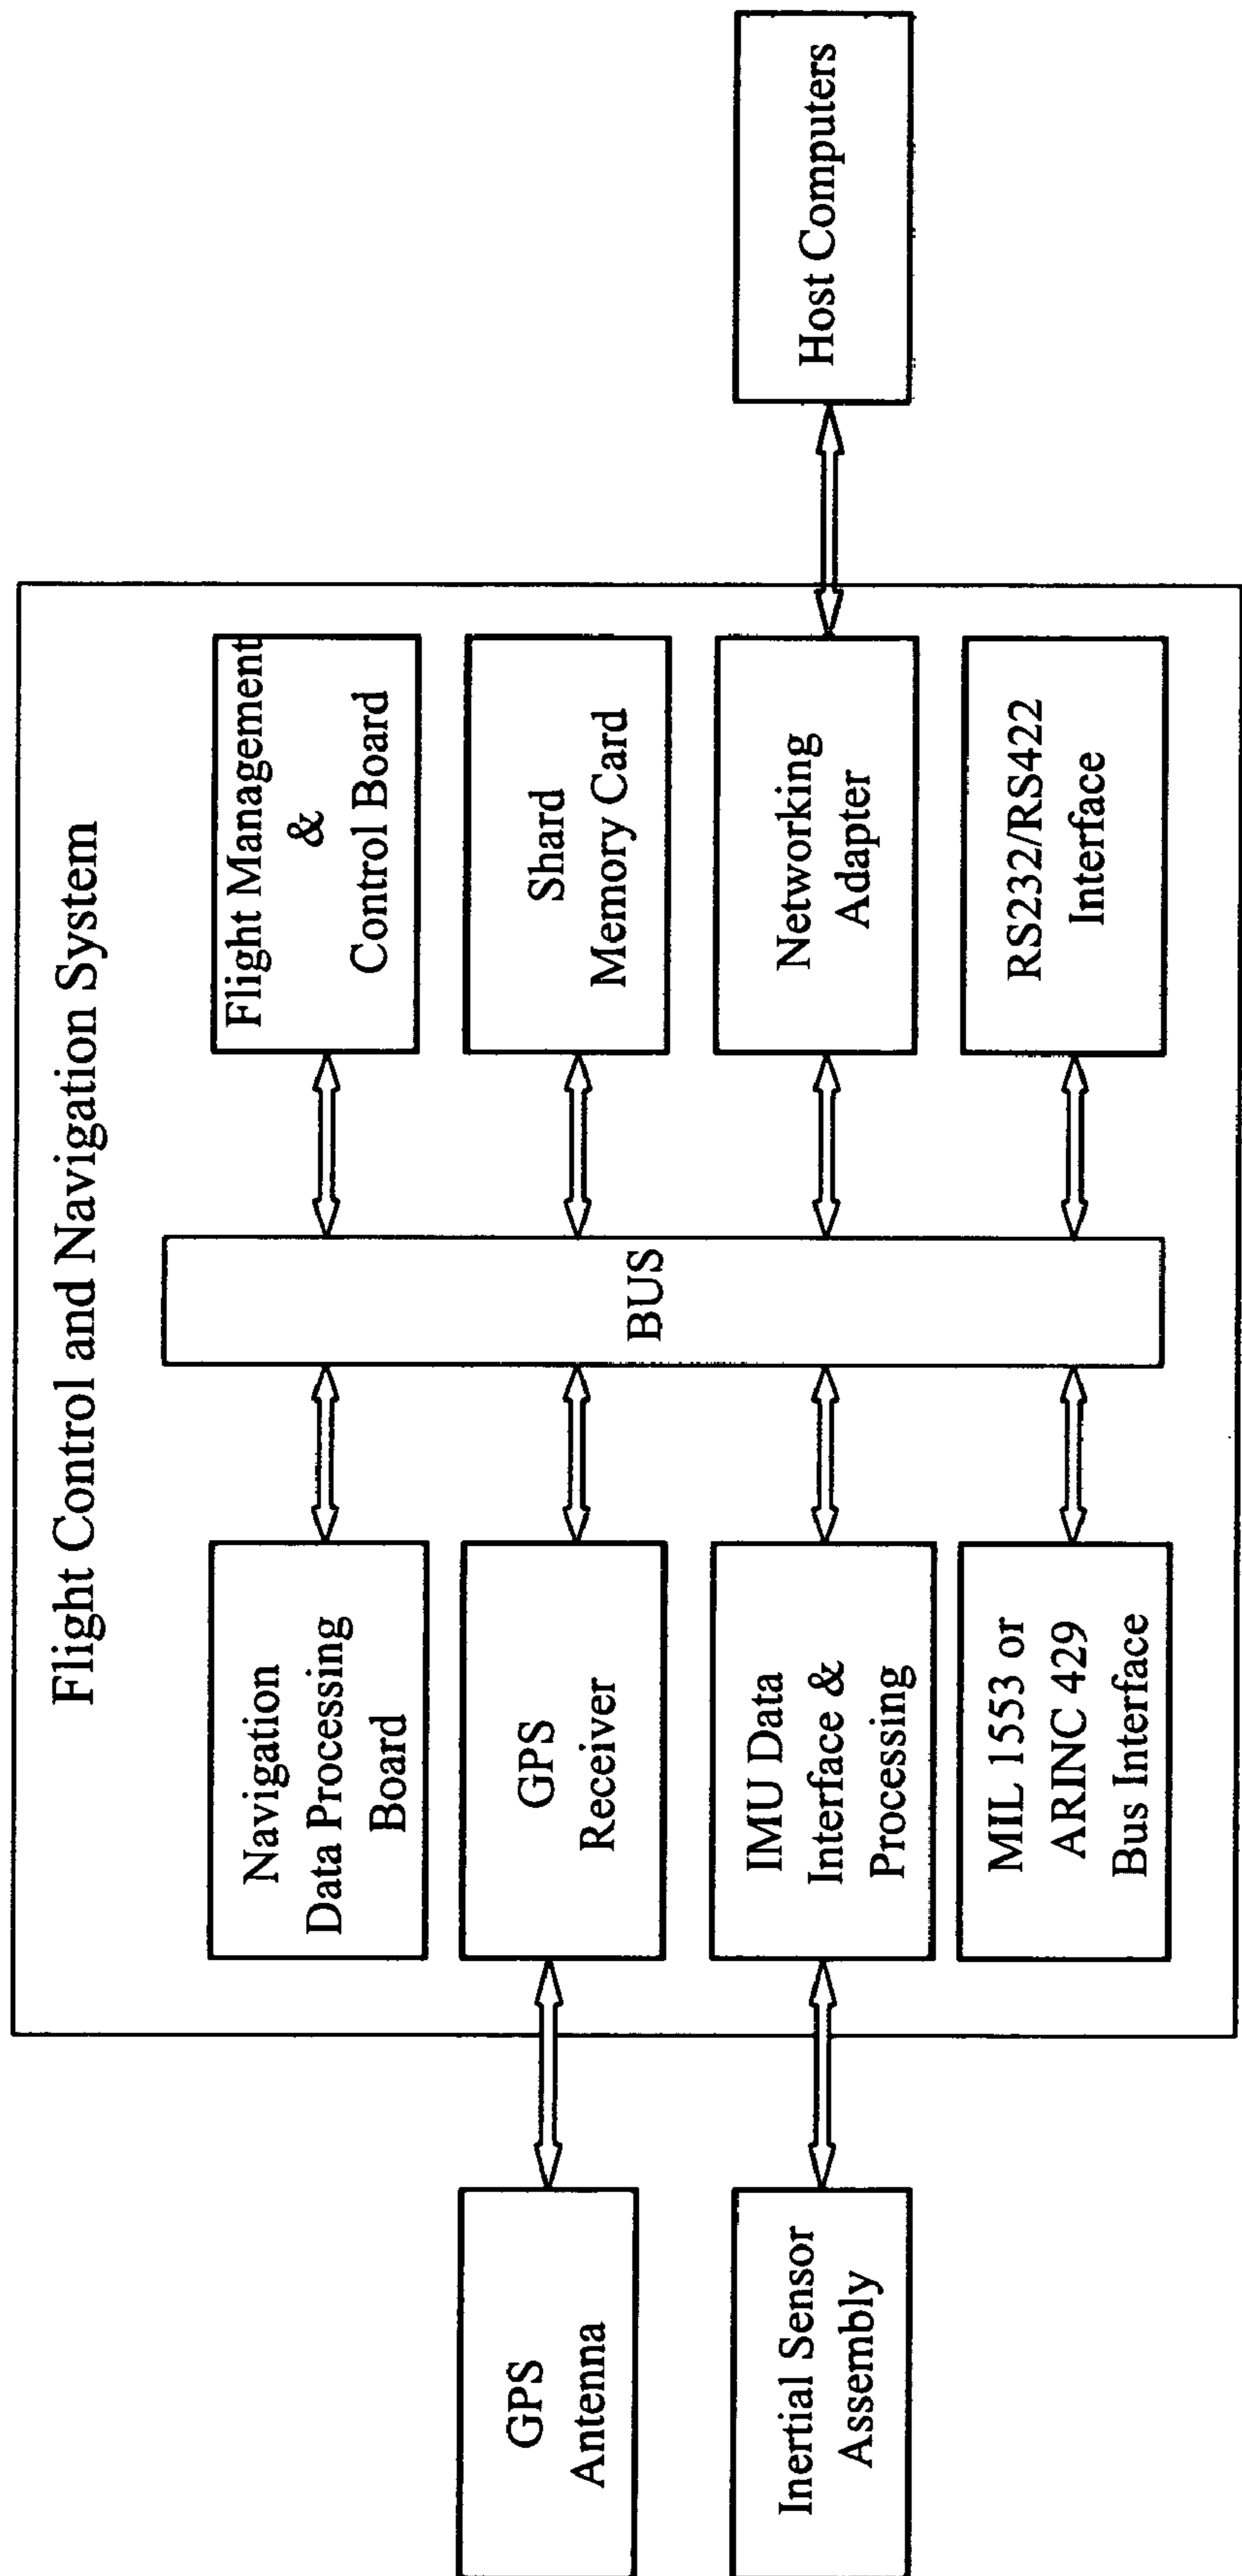 Flight Control and Navigation System
GPS
Antenna
Inertial Sensor
Assembly
Navigation
Data Processing
Board
GPS
Receiver
IMU Data
Interface &
Processing
MIL 1553 or
ARINC 429
Bus Interface
BUS
Flight Management
&
Control Board
Shard
Memory Card
Networking
Adapter
RS232/RS422
Interface
Host Computers